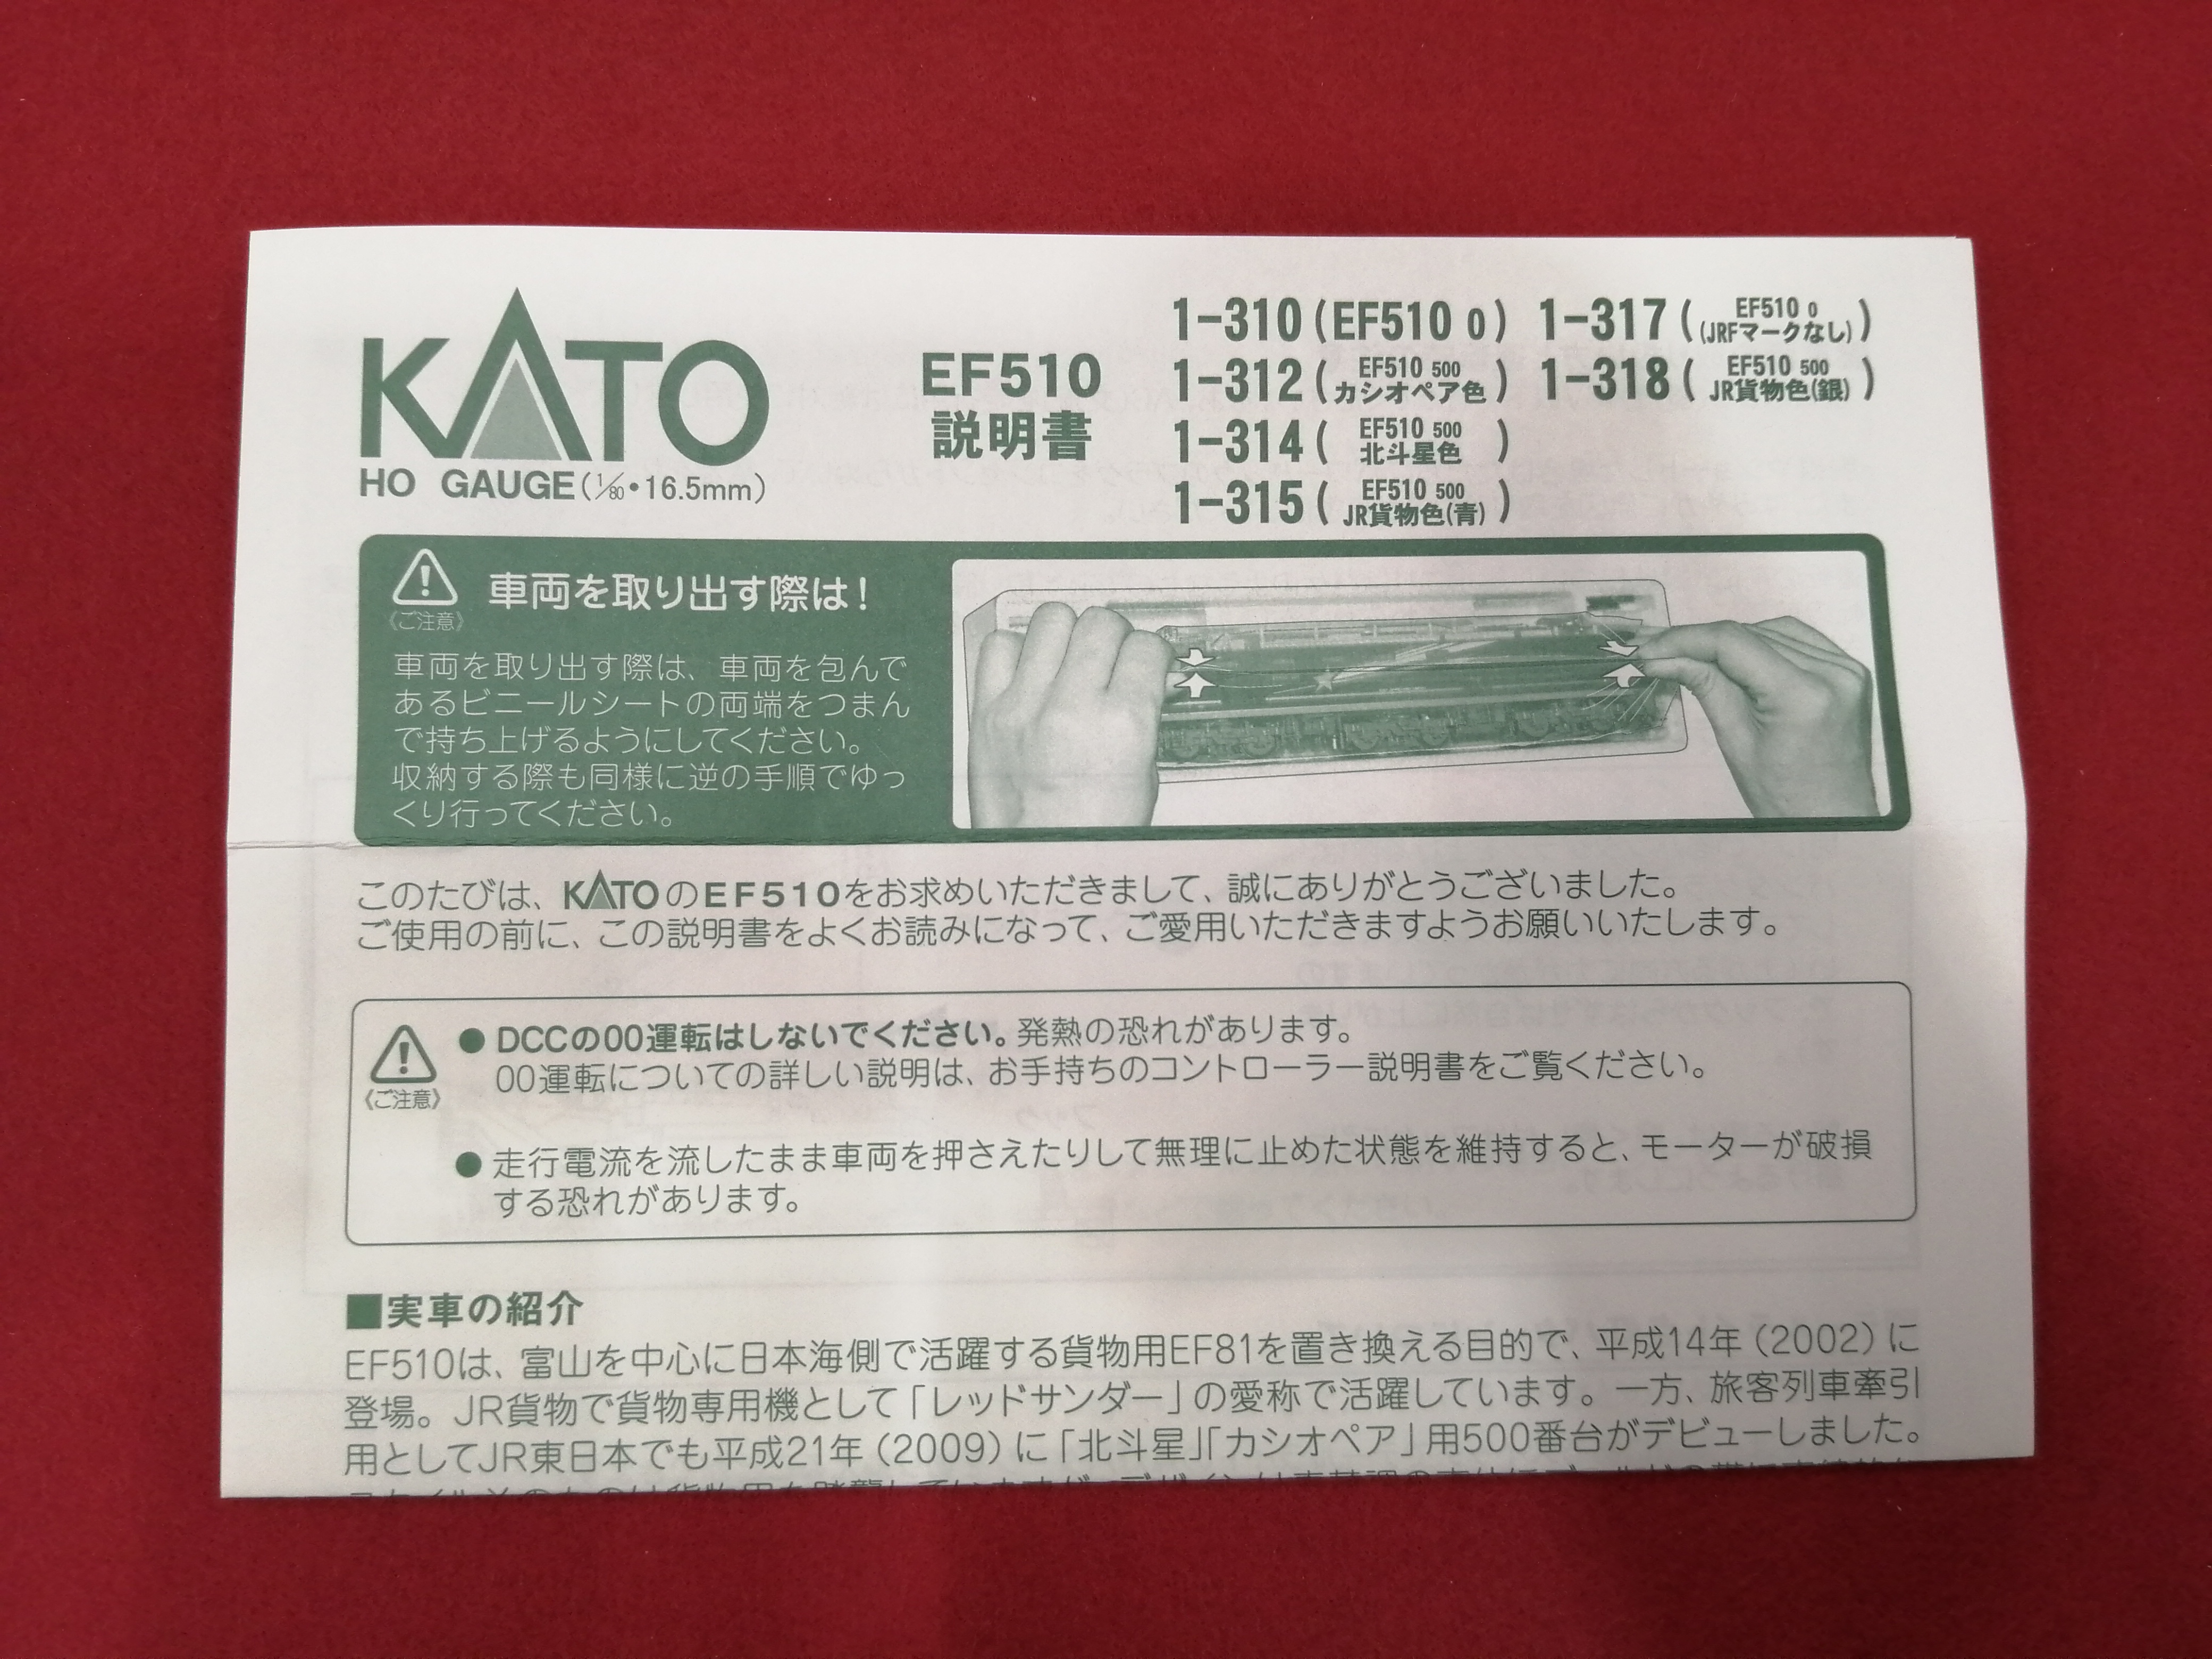 KATO
HO GAUGE(1/80・16.5mm)
EF510
説明書
1-310(EF510 0)
1-312(EF510 500 カシオペア色)
1-314(EF510 500 北斗星色)
1-315(EF510 500 JR貨物色(青))
1-317(EF510 0 (JRFマークなし))
1-318(EF510 500 JR貨物色(銀))
《ご注意》
車両を取り出す際は!
車両を取り出す際は、車両を包んで
あるビニールシートの両端をつまん
で持ち上げるようにしてください。
収納する際も同様に逆の手順でゆっ
くり行ってください。
このたびは、KATOのEF510をお求めいただきまして、誠にありがとうございました。
ご使用の前に、この説明書をよくお読みになって、ご愛用いただきますようお願いいたします。
《ご注意》
●DCCの00運転はしないでください。発熱の恐れがあります。
00運転についての詳しい説明は、お手持ちのコントローラー説明書をご覧ください。
●走行電流を流したまま車両を押さえたりして無理に止めた状態を維持すると、モーターが破損
する恐れがあります。
■実車の紹介
EF510は、富山を中心に日本海側で活躍する貨物用EF81を置き換える目的で、平成14年(2002)に
登場。JR貨物で貨物専用機として「レッドサンダー」の愛称で活躍しています。一方、旅客列車牽引
用としてJR東日本でも平成21年(2009)に「北斗星」「カシオペア」用500番台がデビューしました。